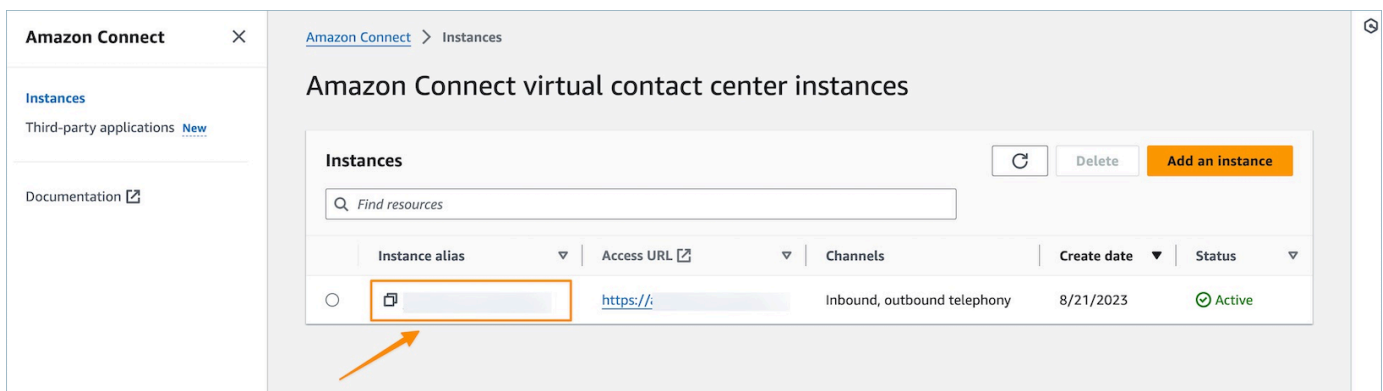 Amazon Connect
Instances
Third-party applications New
Documentation
Amazon Connect > Instances
Amazon Connect virtual contact center instances
Instances
Delete
Add an instance
Find resources
Instance alias
Access URL
Channels
Create date
Status
https://
Inbound, outbound telephony
8/21/2023
Active